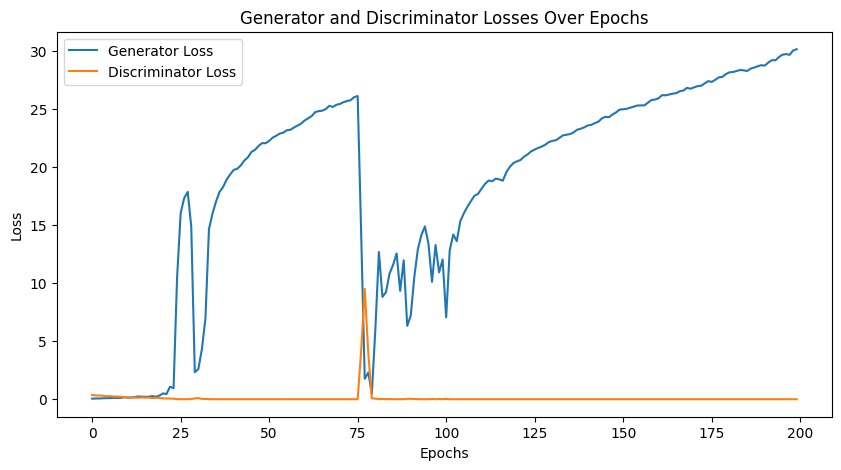 Generator and Discriminator Losses Over Epochs
Generator Loss
Discriminator Loss
Loss
30
25
20
15
10
5
0
0 25 50 75 100 125 150 175 200
Epochs